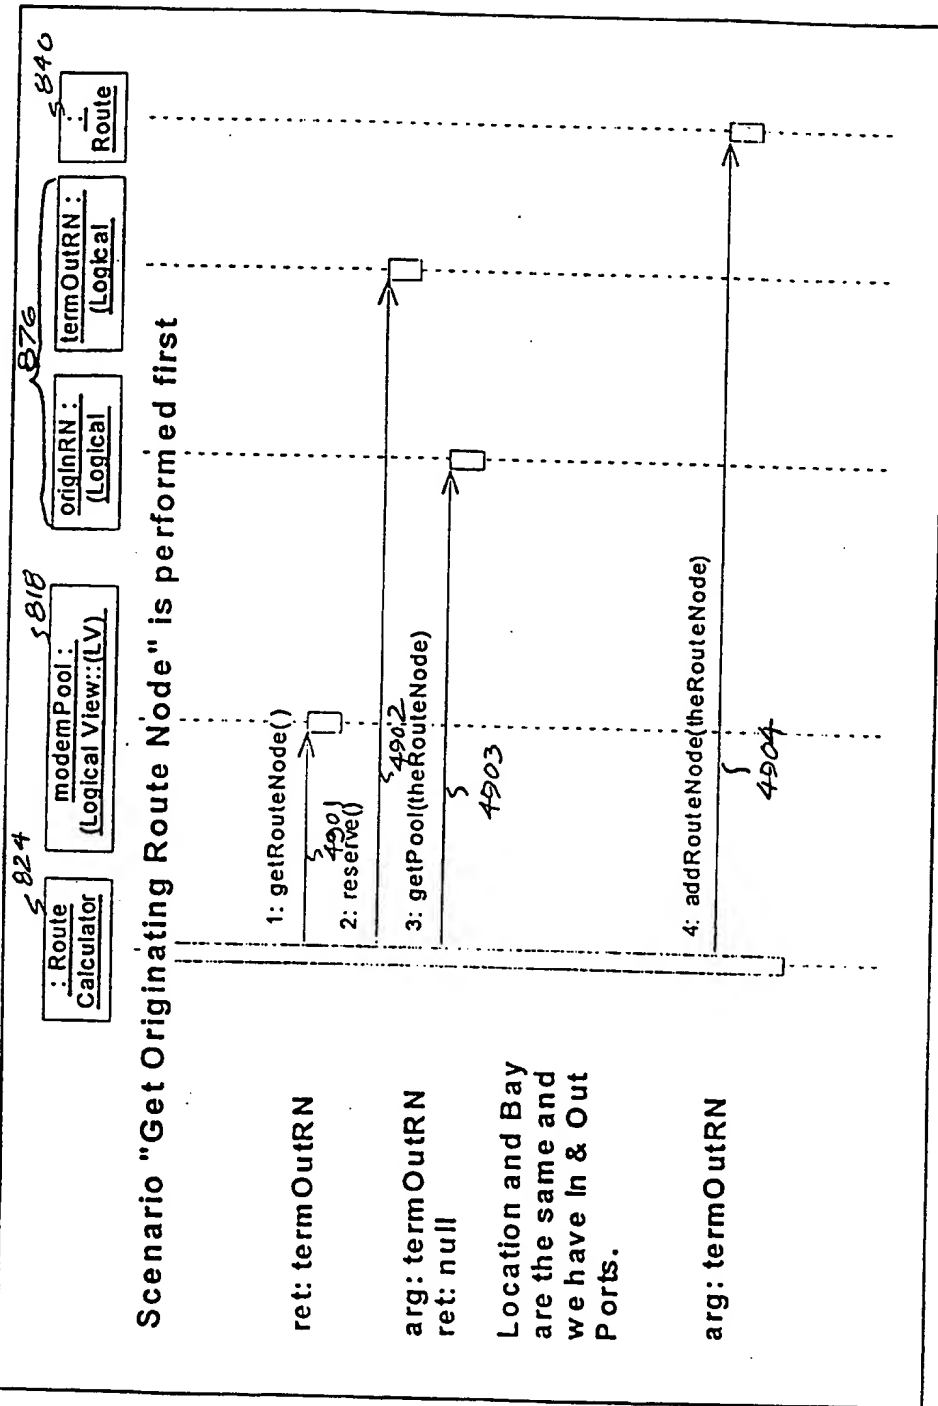 824
: Route
Calculator
818
modemPool :
(Logical View::(LV)
876
origInRN :
(Logical
termOutRN :
(Logical
840
:
Route
Scenario "Get Originating Route Node" is performed first
ret: termOutRN
1: getRouteNode()
4901
2: reserve()
4902
arg: termOutRN
ret: null
3: getPool(theRouteNode)
4903
Location and Bay
are the same and
we have In & Out
Ports.
arg: termOutRN
4: addRouteNode(theRouteNode)
4904